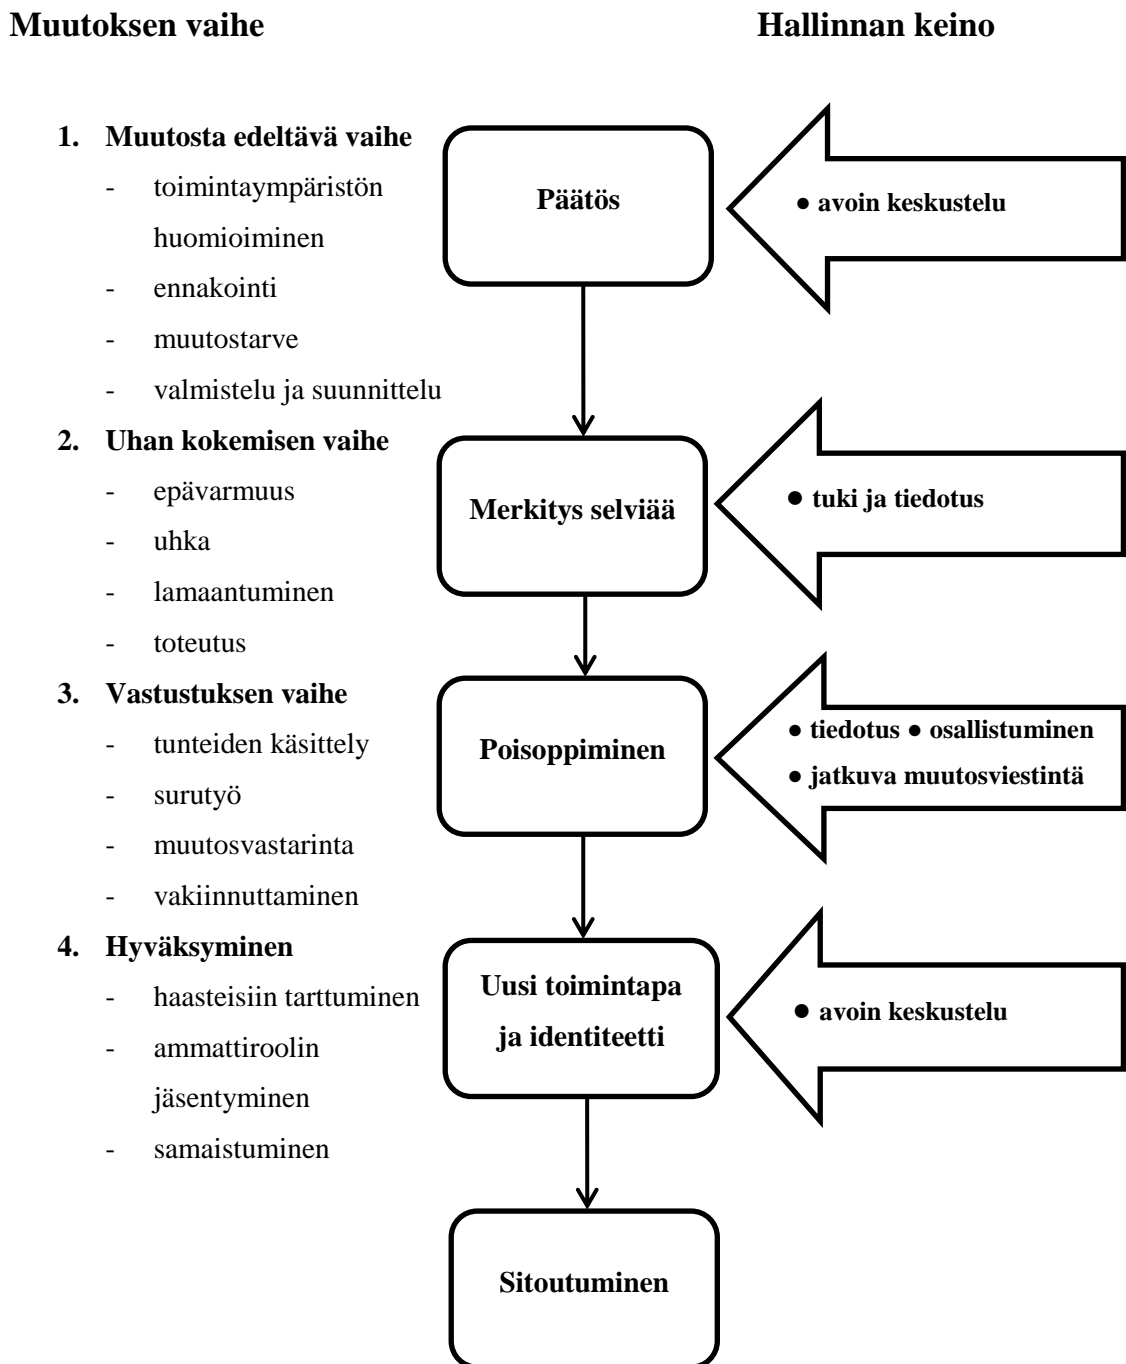 Muutoksen vaihe
Hallinnan keino
1. Muutosta edeltävä vaihe
- toimintaympäristön
huomioiminen
- ennakointi
- muutostarve
- valmistelu ja suunnittelu
Päätös
● avoin keskustelu
2. Uhan kokemisen vaihe
- epävarmuus
- uhka
- lamaantuminen
- toteutus
Merkitys selviää
● tuki ja tiedotus
3. Vastustuksen vaihe
- tunteiden käsittely
- surutyö
- muutosvastarinta
- vakiinnuttaminen
Poisoppiminen
● tiedotus ● osallistuminen
● jatkuva muutosviestintä
4. Hyväksyminen
- haasteisiin tarttuminen
- ammattiroolin
jäsentyminen
- samaistuminen
Uusi toimintapa
ja identiteetti
● avoin keskustelu
Sitoutuminen